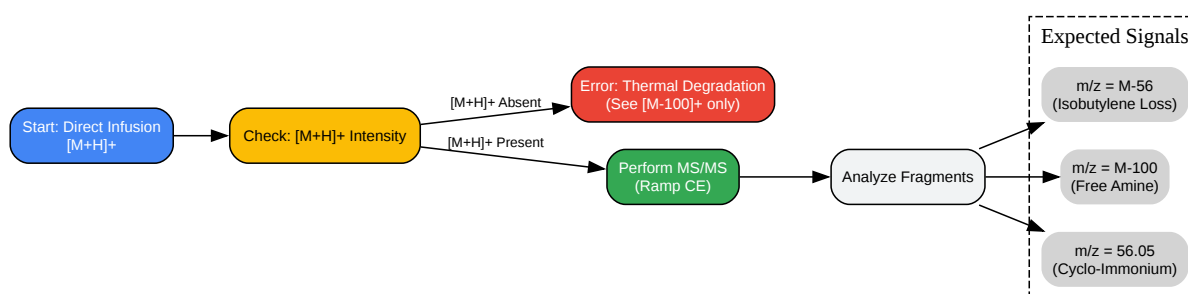 Start: Direct Infusion
[M+H]+
Check: [M+H]+ Intensity
[M+H]+ Absent
Error: Thermal Degradation
(See [M-100]+ only)
[M+H]+ Present
Perform MS/MS
(Ramp CE)
Analyze Fragments
Expected Signals
m/z = M-56
(Isobutylene Loss)
m/z = M-100
(Free Amine)
m/z = 56.05
(Cyclo-Immonium)